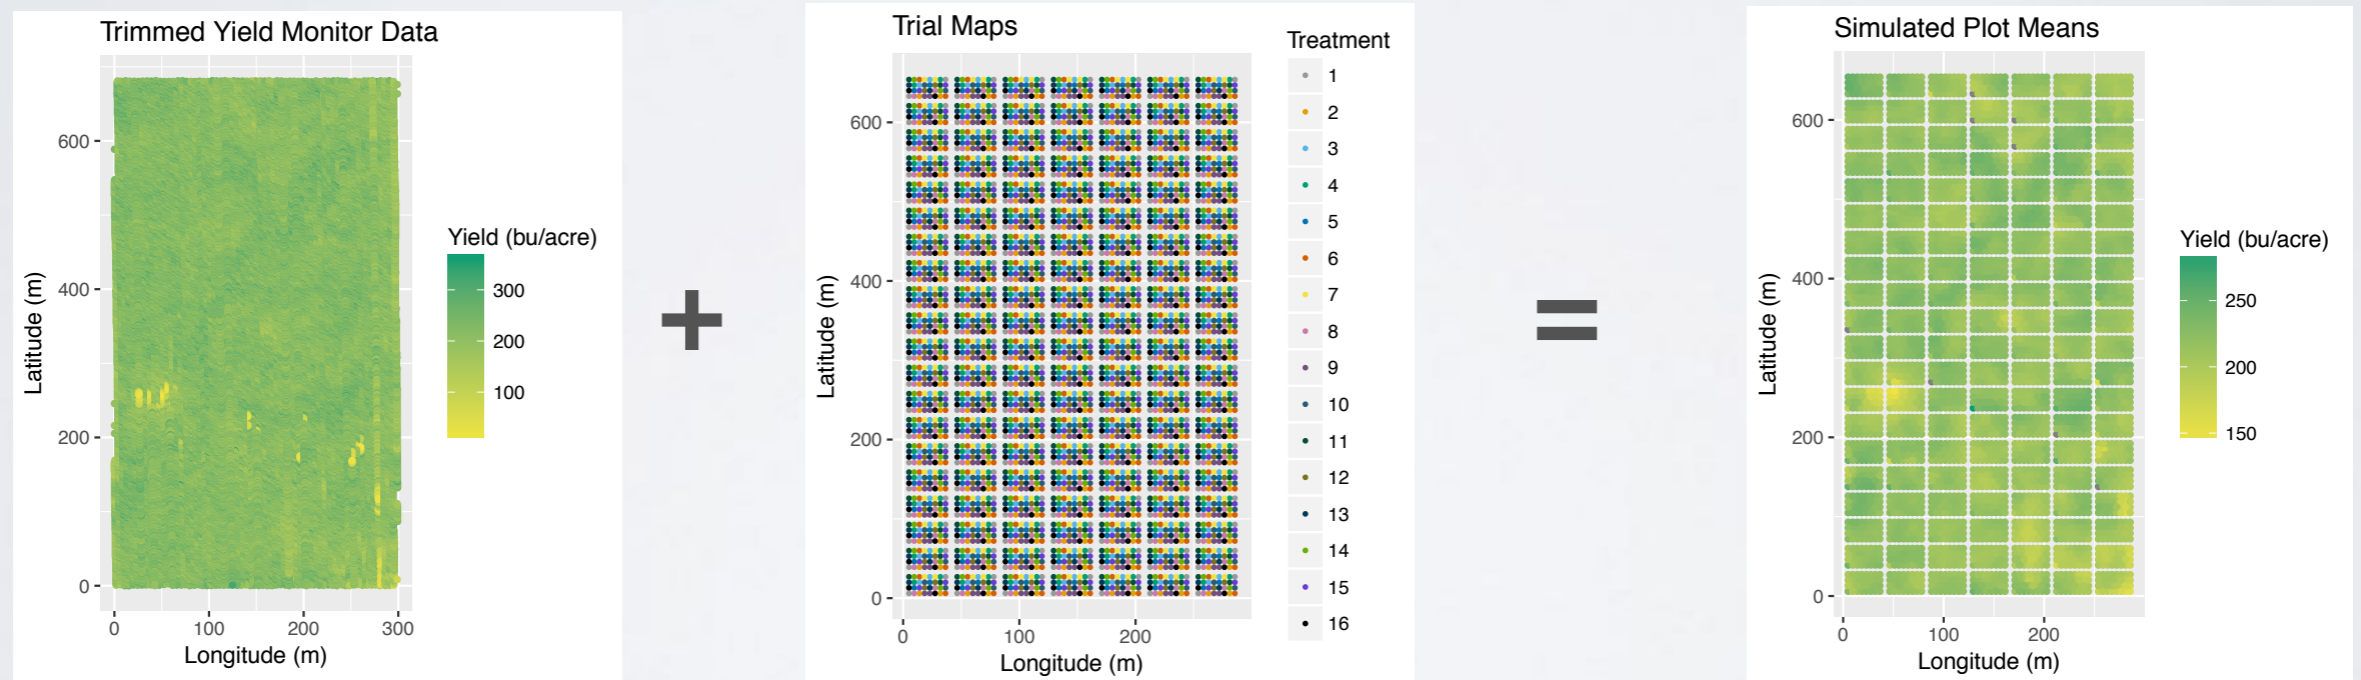 Trimmed Yield Monitor Data
600
400
200
0
0 100 200 300
Latitude (m)
Longitude (m)
Yield (bu/acre)
300
200
100
+
Trial Maps
600
400
200
0
0 100 200
Latitude (m)
Longitude (m)
Treatment
1
2
3
4
5
6
7
8
9
10
11
12
13
14
15
16
=
Simulated Plot Means
600
400
200
0
0 100 200
Latitude (m)
Longitude (m)
Yield (bu/acre)
250
200
150